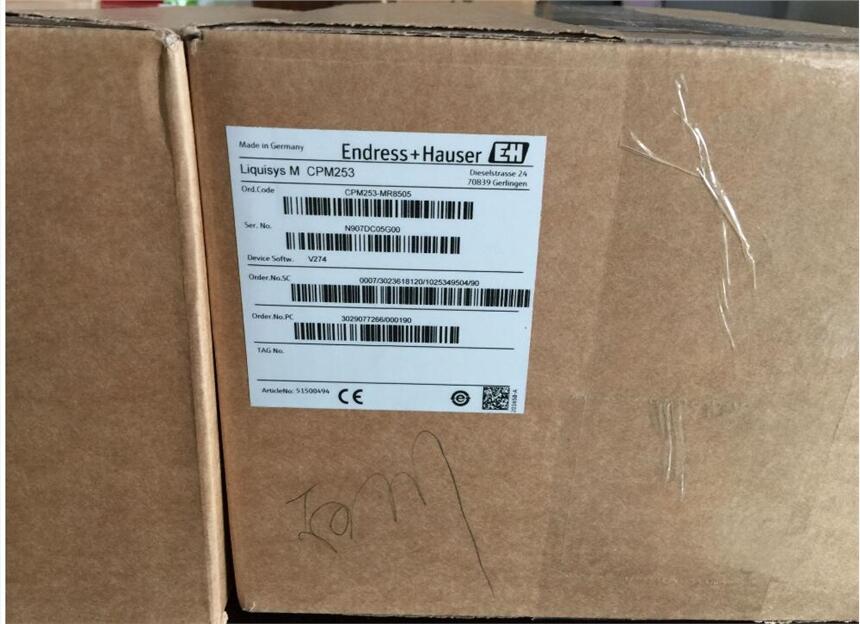 Made in Germany
Endress+Hauser EH
Liquisys M CPM253
Dieselstrasse 24
70839 Gerlingen
Ord.Code CPM253-MR8505
Ser. No. N907DC05G00
Device Softw. V274
Order.No.SC 0007/3023618120/1025349504/90
Order.No.PC 3029077266/000190
TAG No.
ArticleNo: 51500494 CE